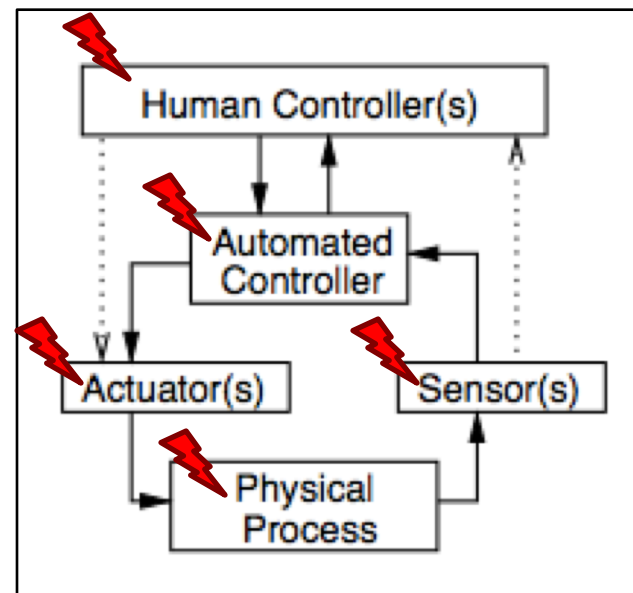 Human Controller(s)
Automated
Controller
Actuator(s)
Sensor(s)
Physical
Process